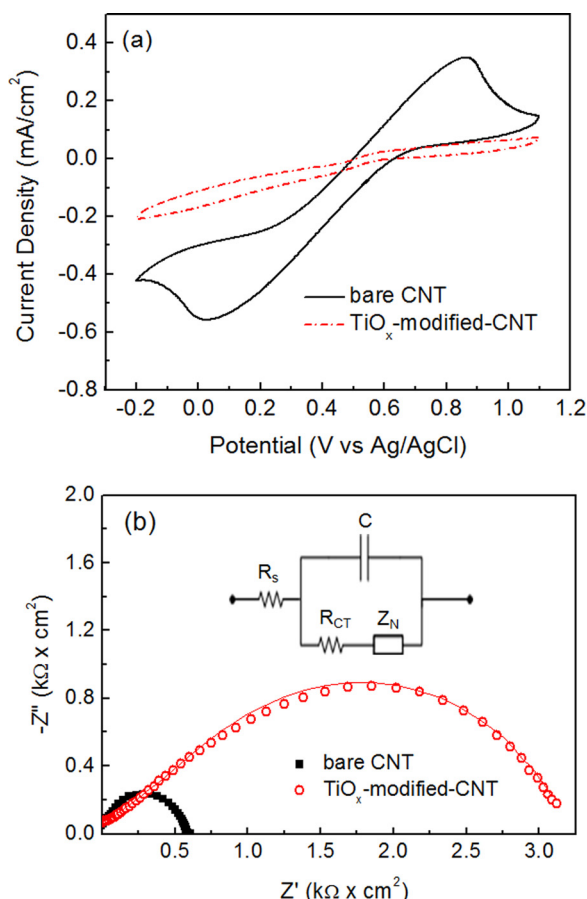 (a)
Current Density (mA/cm²)
0.4
0.2
0.0
-0.2
-0.4
-0.6
-0.8
bare CNT
TiOₓ-modified-CNT
-0.2 0.0 0.2 0.4 0.6 0.8 1.0 1.2
Potential (V vs Ag/AgCl)
(b)
-Z" (kΩ x cm²)
2.0
1.6
1.2
0.8
0.4
0.0
C
Rₛ
R_CT Z_N
bare CNT
TiOₓ-modified-CNT
0.5 1.0 1.5 2.0 2.5 3.0
Z' (kΩ x cm²)